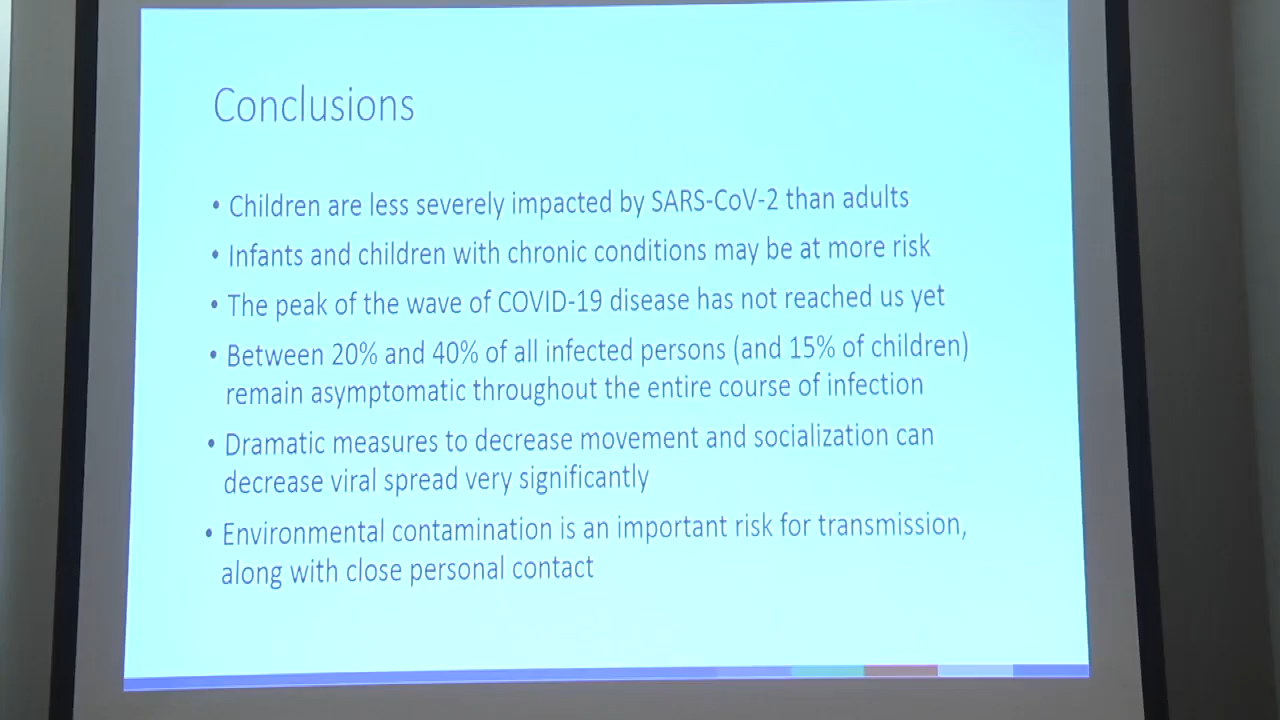 Conclusions
• Children are less severely impacted by SARS-CoV-2 than adults
• Infants and children with chronic conditions may be at more risk
• The peak of the wave of COVID-19 disease has not reached us yet
• Between 20% and 40% of all infected persons (and 15% of children)
remain asymptomatic throughout the entire course of infection
• Dramatic measures to decrease movement and socialization can
decrease viral spread very significantly
• Environmental contamination is an important risk for transmission,
along with close personal contact